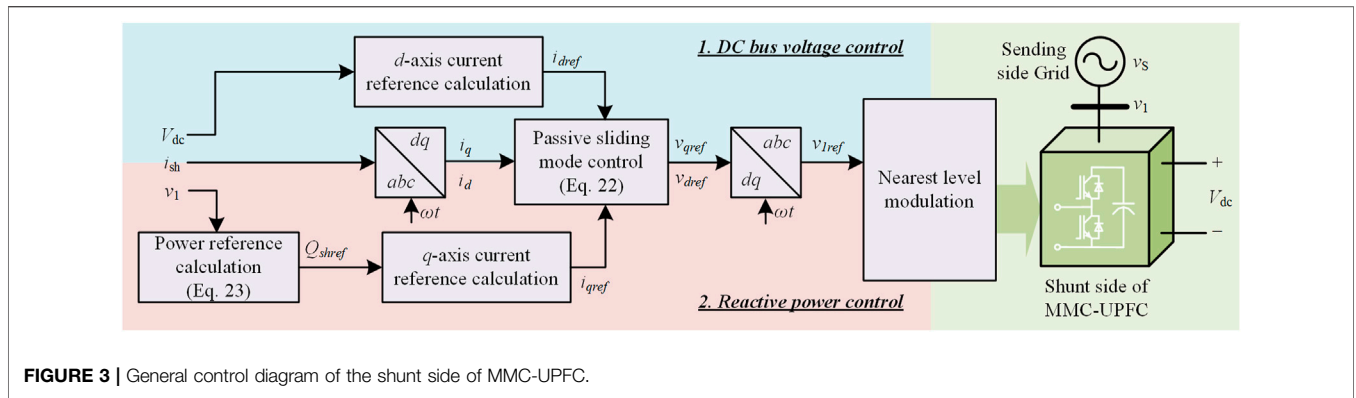 1. DC bus voltage control
d-axis current
reference calculation
idref
Vdc
ish
v1
dq
abc
ωt
iq
id
Passive sliding
mode control
(Eq. 22)
vqref
vdref
abc
dq
ωt
v1ref
Nearest level
modulation
Power reference
calculation
(Eq. 23)
Qshref
q-axis current
reference calculation
iqref
2. Reactive power control
Sending
side Grid
vS
v1
+
Vdc
−
Shunt side of
MMC-UPFC
FIGURE 3 | General control diagram of the shunt side of MMC-UPFC.